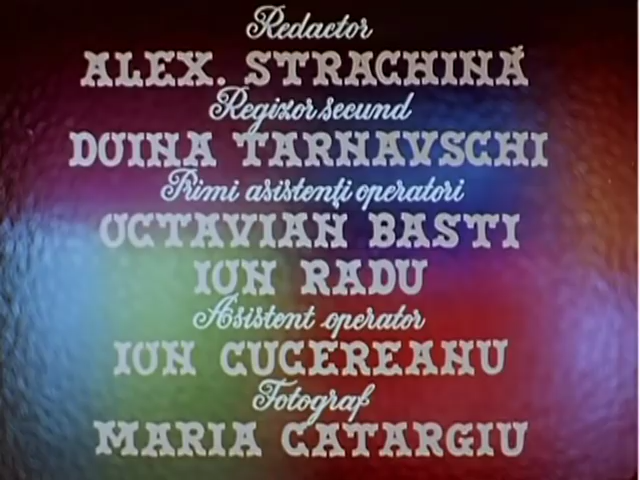 Redactor
ALEX. STRACHINĂ
Regizor secund
DOINA TARNAVSCHI
Primi asistenți operatori
OCTAVIAN BASTI
ION RADU
Asistent operator
ION CUCEREANU
Fotograf
MARIA CATARGIU